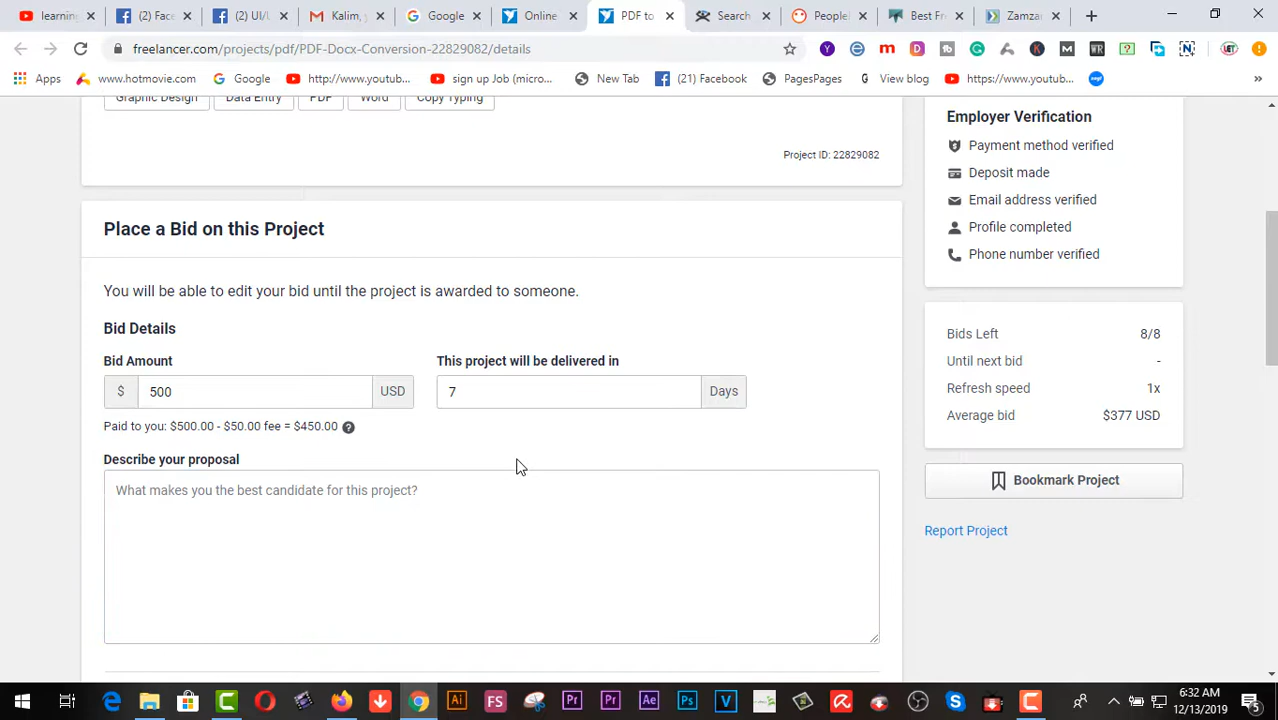 learning
(2) Fac
(2) UI/
Kalim, y
Google
Online
PDF to
Search
People
Best Fr
Zamza
freelancer.com/projects/pdf/PDF-Docx-Conversion-22829082/details
Apps
www.hotmovie.com
Google
http://www.youtub...
sign up Job (micro...
New Tab
(21) Facebook
PagesPages
View blog
https://www.youtub...
»
Graphic Design
Data Entry
PDF
Word
Copy Typing
Project ID: 22829082
Place a Bid on this Project
You will be able to edit your bid until the project is awarded to someone.
Bid Details
Bid Amount
This project will be delivered in
$ 500 USD
7 Days
Paid to you: $500.00 - $50.00 fee = $450.00
Describe your proposal
What makes you the best candidate for this project?
Employer Verification
Payment method verified
Deposit made
Email address verified
Profile completed
Phone number verified
Bids Left 8/8
Until next bid -
Refresh speed 1x
Average bid $377 USD
Bookmark Project
Report Project
6:32 AM
12/13/2019